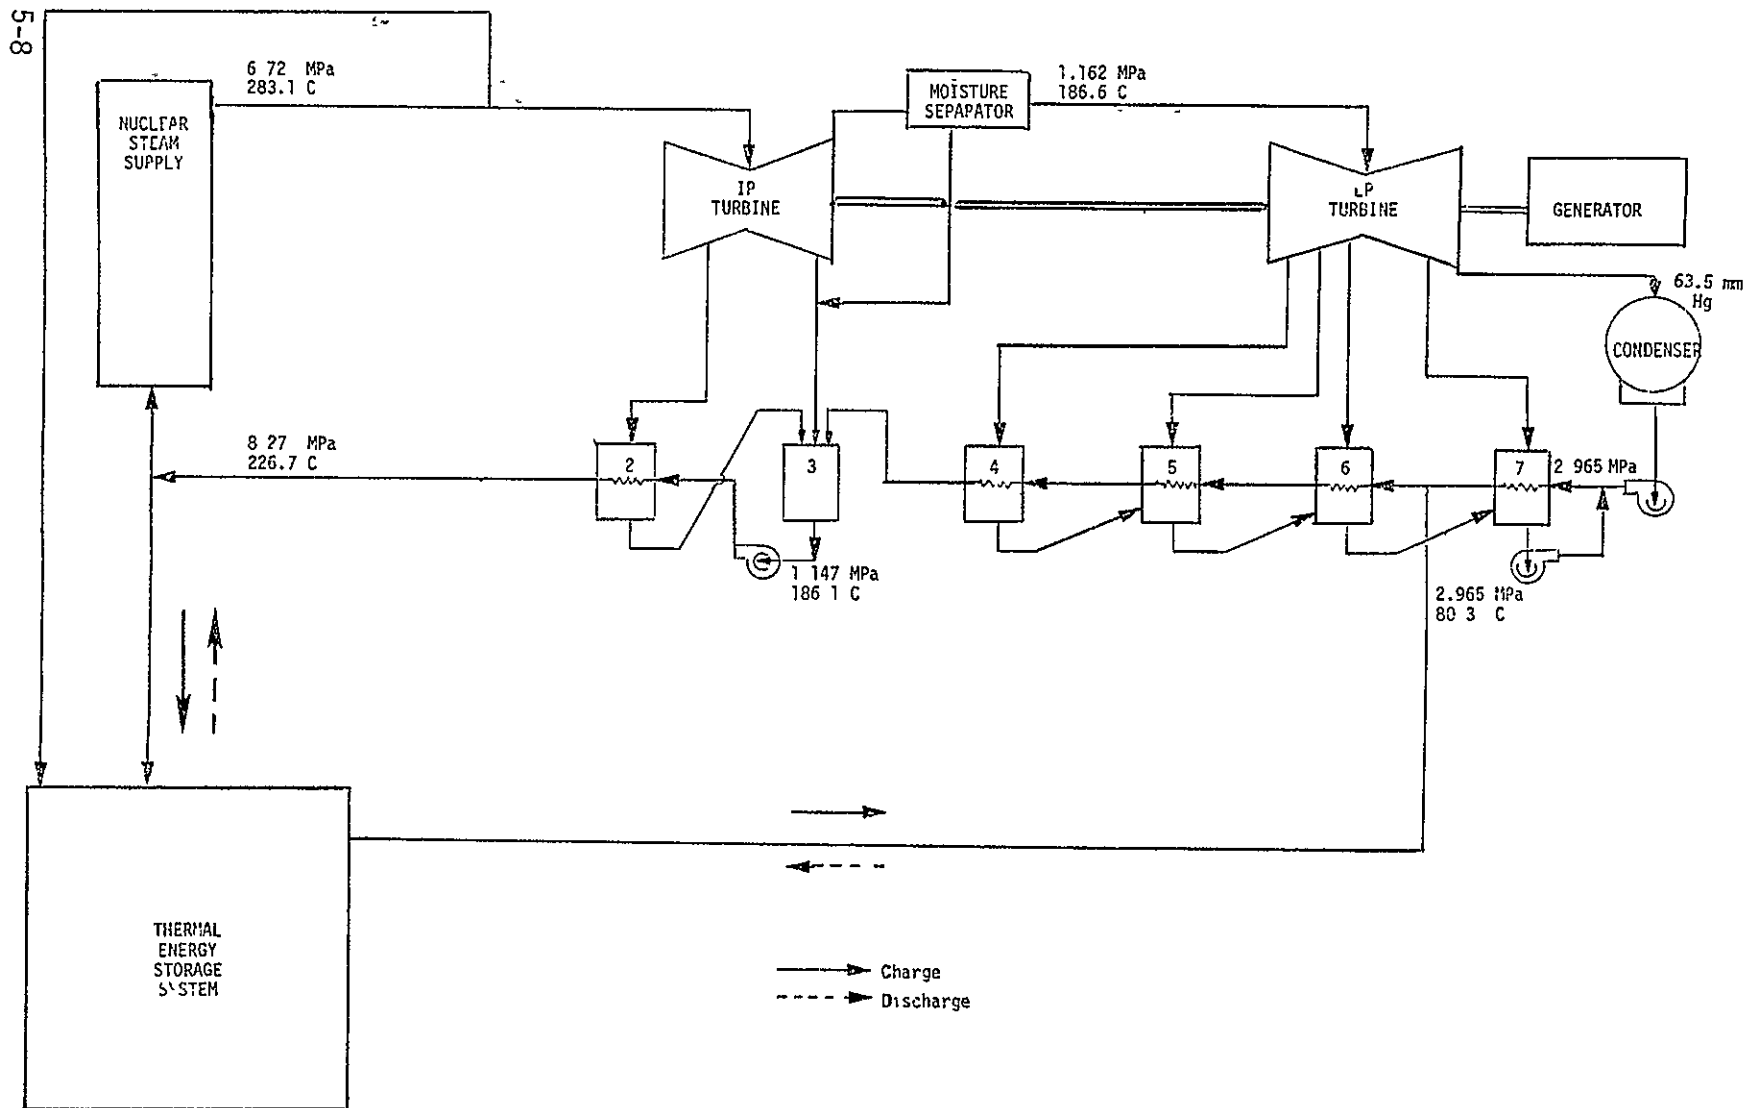 5-8
6 72 MPa
283.1 C
NUCLEAR
STEAM
SUPPLY
MOISTURE
SEPAPATOR
1.162 MPa
186.6 C
IP
TURBINE
LP
TURBINE
GENERATOR
63.5 mm
Hg
CONDENSER
8 27 MPa
226.7 C
2
3
4
5
6
7
2 965 MPa
1 147 MPa
186 1 C
2.965 MPa
80 3 C
THERMAL
ENERGY
STORAGE
SYSTEM
Charge
Discharge